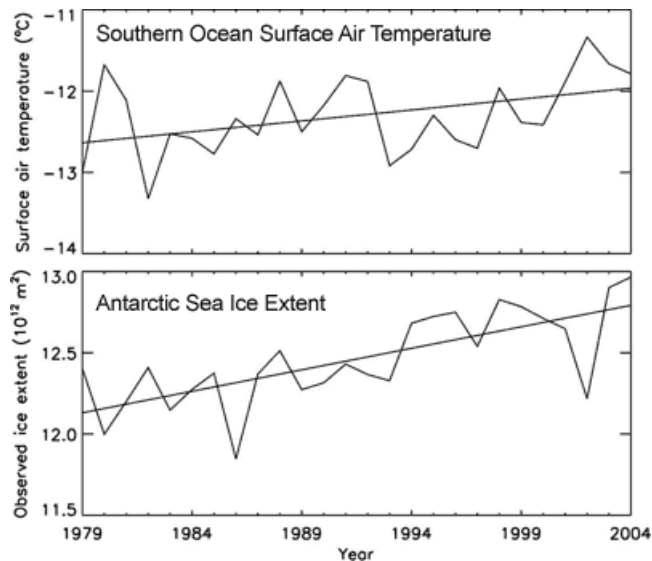 Southern Ocean Surface Air Temperature
Surface air temperature (°C)
-11
-12
-13
-14
Antarctic Sea Ice Extent
Observed ice extent (10¹² m²)
13.0
12.5
12.0
11.5
1979 1984 1989 1994 1999 2004
Year